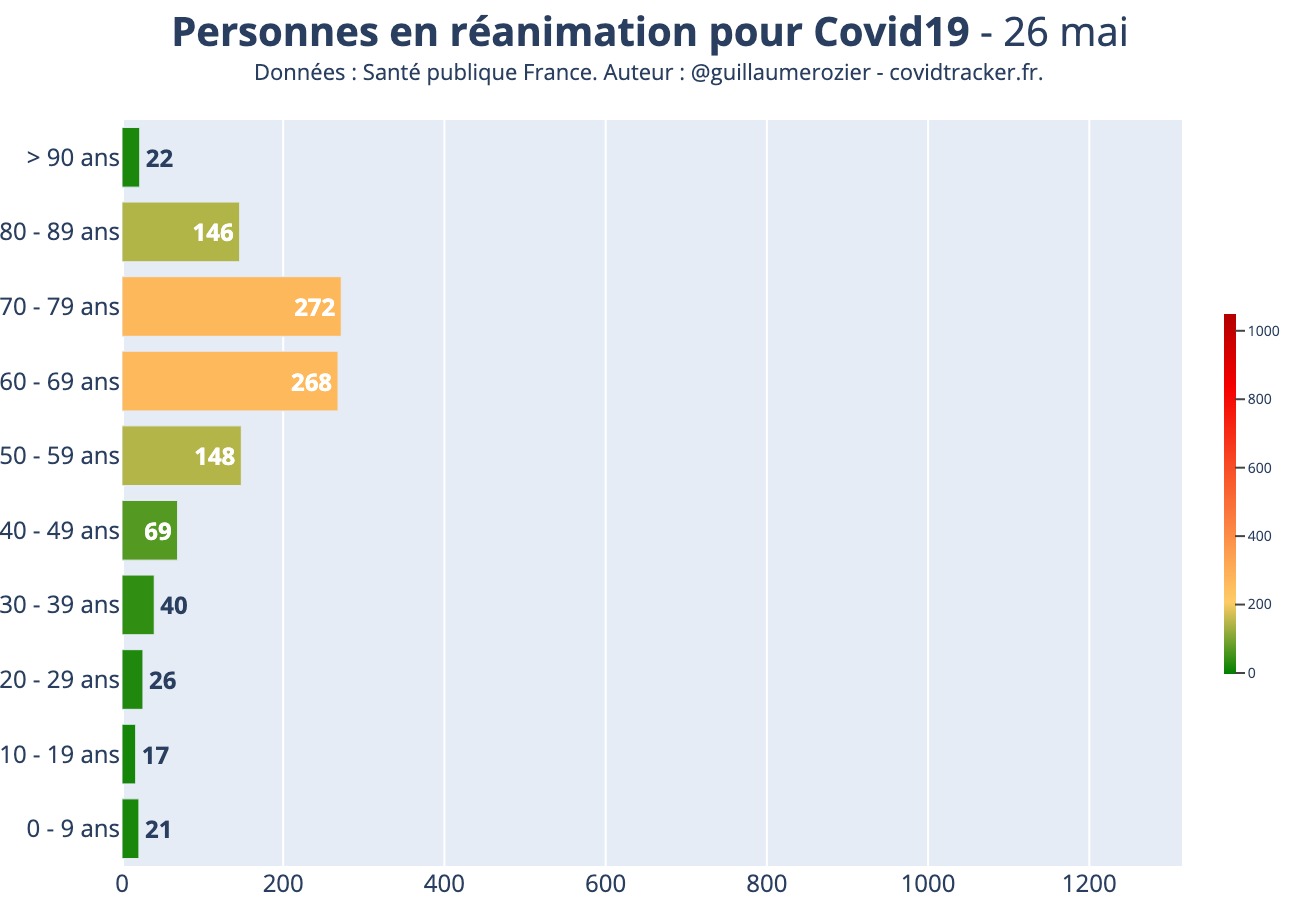 Personnes en réanimation pour Covid19 - 26 mai
Données : Santé publique France. Auteur : @guillaumerozier - covidtracker.fr.
> 90 ans 22
80 - 89 ans 146
70 - 79 ans 272
60 - 69 ans 268
50 - 59 ans 148
40 - 49 ans 69
30 - 39 ans 40
20 - 29 ans 26
10 - 19 ans 17
0 - 9 ans 21
0 200 400 600 800 1000 1200
1000
800
600
400
200
0